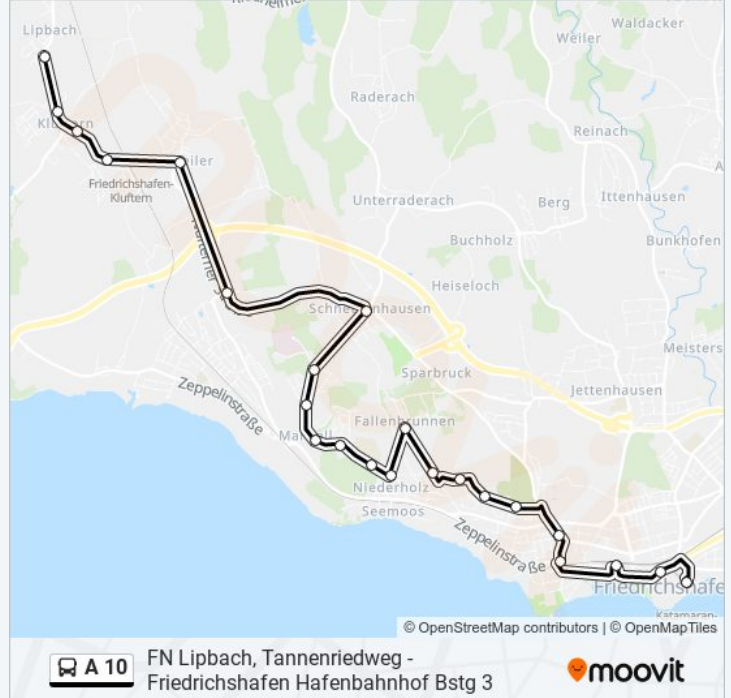 Lipbach
Weiler
Waldacker
Raderach
Reinach
Friedrichshafen-
Kluftern
Unterraderach
Berg
Ittenhausen
Buchholz
Bunkhofen
Heiseloch
Meisters
Zeppelinstraße
Sparbruck
Jettenhausen
Fallenbrunnen
Niederholz
Seemoos
Zeppelinstraße
Friedrichshafe
Katamaran-
© OpenStreetMap contributors | © OpenMapTiles
A 10
FN Lipbach, Tannenriedweg -
Friedrichshafen Hafenbahnhof Bstg 3
moovit